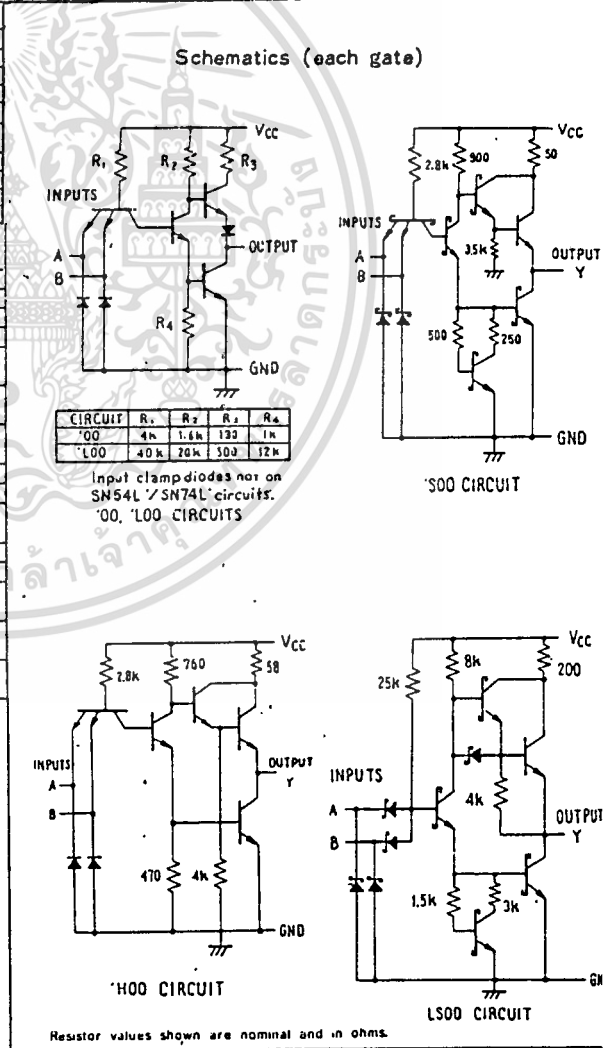 Schematics (each gate)
VCC
R₁
R₂
R₃
INPUTS
A
B
OUTPUT
R₄
GND
CIRCUIT R₁ R₂ R₃ R₄
'00 4k 1.6k 130 1k
'L00 40k 20k 500 12k
Input clamp diodes not on
SN54L'/SN74L' circuits.
'00, 'L00 CIRCUITS
VCC
2.8k
900
50
INPUTS
A
B
3.5k
OUTPUT
Y
500
250
GND
'S00 CIRCUIT
VCC
2.8k
760
58
INPUTS
A
B
OUTPUT
Y
470
4k
GND
'H00 CIRCUIT
VCC
25k
8k
200
INPUTS
A
B
4k
OUTPUT
Y
1.5k
3k
GN
LS00 CIRCUIT
Resistor values shown are nominal and in ohms.